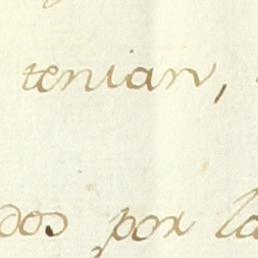 tenian,
dos por la